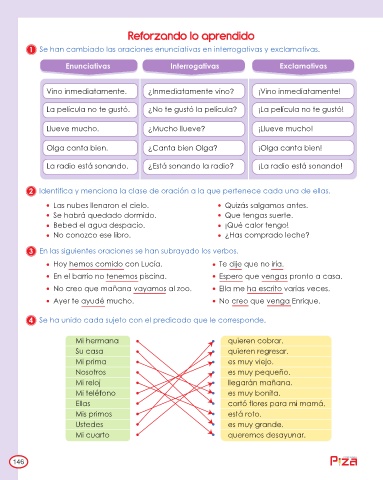 Reforzando lo aprendido
1 Se han cambiado las oraciones enunciativas en interrogativas y exclamativas.
Enunciativas Interrogativas Exclamativas
Vino inmediatamente. ¿Inmediatamente vino? ¡Vino inmediatamente!
La película no te gustó. ¿No te gustó la película? ¡La película no te gustó!
Llueve mucho. ¿Mucho llueve? ¡Llueve mucho!
Olga canta bien. ¿Canta bien Olga? ¡Olga canta bien!
La radio está sonando. ¿Está sonando la radio? ¡La radio está sonando!
2 Identifica y menciona la clase de oración a la que pertenece cada una de ellas.
• Las nubes llenaron el cielo. • Quizás salgamos antes.
• Se habrá quedado dormido. • Que tengas suerte.
• Bebed el agua despacio. • ¡Qué calor tengo!
• No conozco ese libro. • ¿Has comprado leche?
3 En las siguientes oraciones se han subrayado los verbos.
• Hoy hemos comido con Lucía. • Te dije que no iría.
• En el barrio no tenemos piscina. • Espero que vengas pronto a casa.
• No creo que mañana vayamos al zoo. • Ella me ha escrito varias veces.
• Ayer te ayudé mucho. • No creo que venga Enrique.
4 Se ha unido cada sujeto con el predicado que le corresponde.
Mi hermana quieren cobrar.
Su casa quieren regresar.
Mi prima es muy viejo.
Nosotros es muy pequeño.
Mi reloj llegarán mañana.
Mi teléfono es muy bonita.
Ellas cortó flores para mi mamá.
Mis primos está roto.
Ustedes es muy grande.
Mi cuarto queremos desayunar.
146